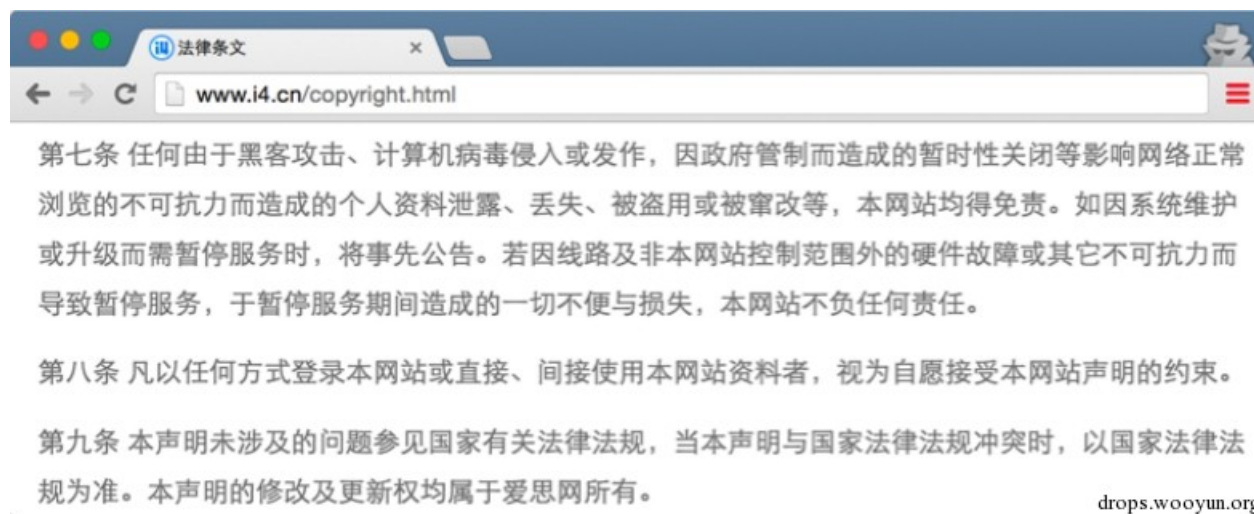 i4 法律条文
www.i4.cn/copyright.html
第七条 任何由于黑客攻击、计算机病毒侵入或发作，因政府管制而造成的暂时性关闭等影响网络正常
浏览的不可抗力而造成的个人资料泄露、丢失、被盗用或被窜改等，本网站均得免责。如因系统维护
或升级而需暂停服务时，将事先公告。若因线路及非本网站控制范围外的硬件故障或其它不可抗力而
导致暂停服务，于暂停服务期间造成的一切不便与损失，本网站不负任何责任。
第八条 凡以任何方式登录本网站或直接、间接使用本网站资料者，视为自愿接受本网站声明的约束。
第九条 本声明未涉及的问题参见国家有关法律法规，当本声明与国家法律法规冲突时，以国家法律法
规为准。本声明的修改及更新权均属于爱思网所有。
drops.wooyun.org